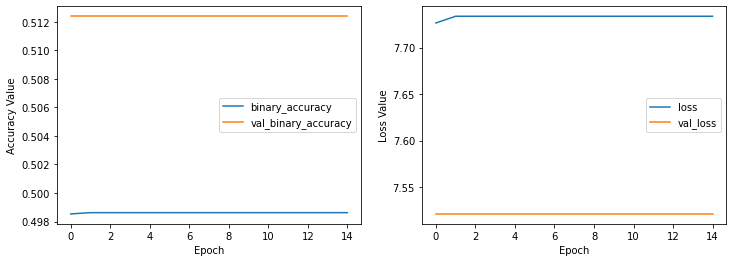 0.512
0.510
0.508
0.506
0.504
0.502
0.500
0.498
Accuracy Value
binary_accuracy
val_binary_accuracy
0 2 4 6 8 10 12 14
Epoch
7.70
7.65
7.60
7.55
Loss Value
loss
val_loss
0 2 4 6 8 10 12 14
Epoch